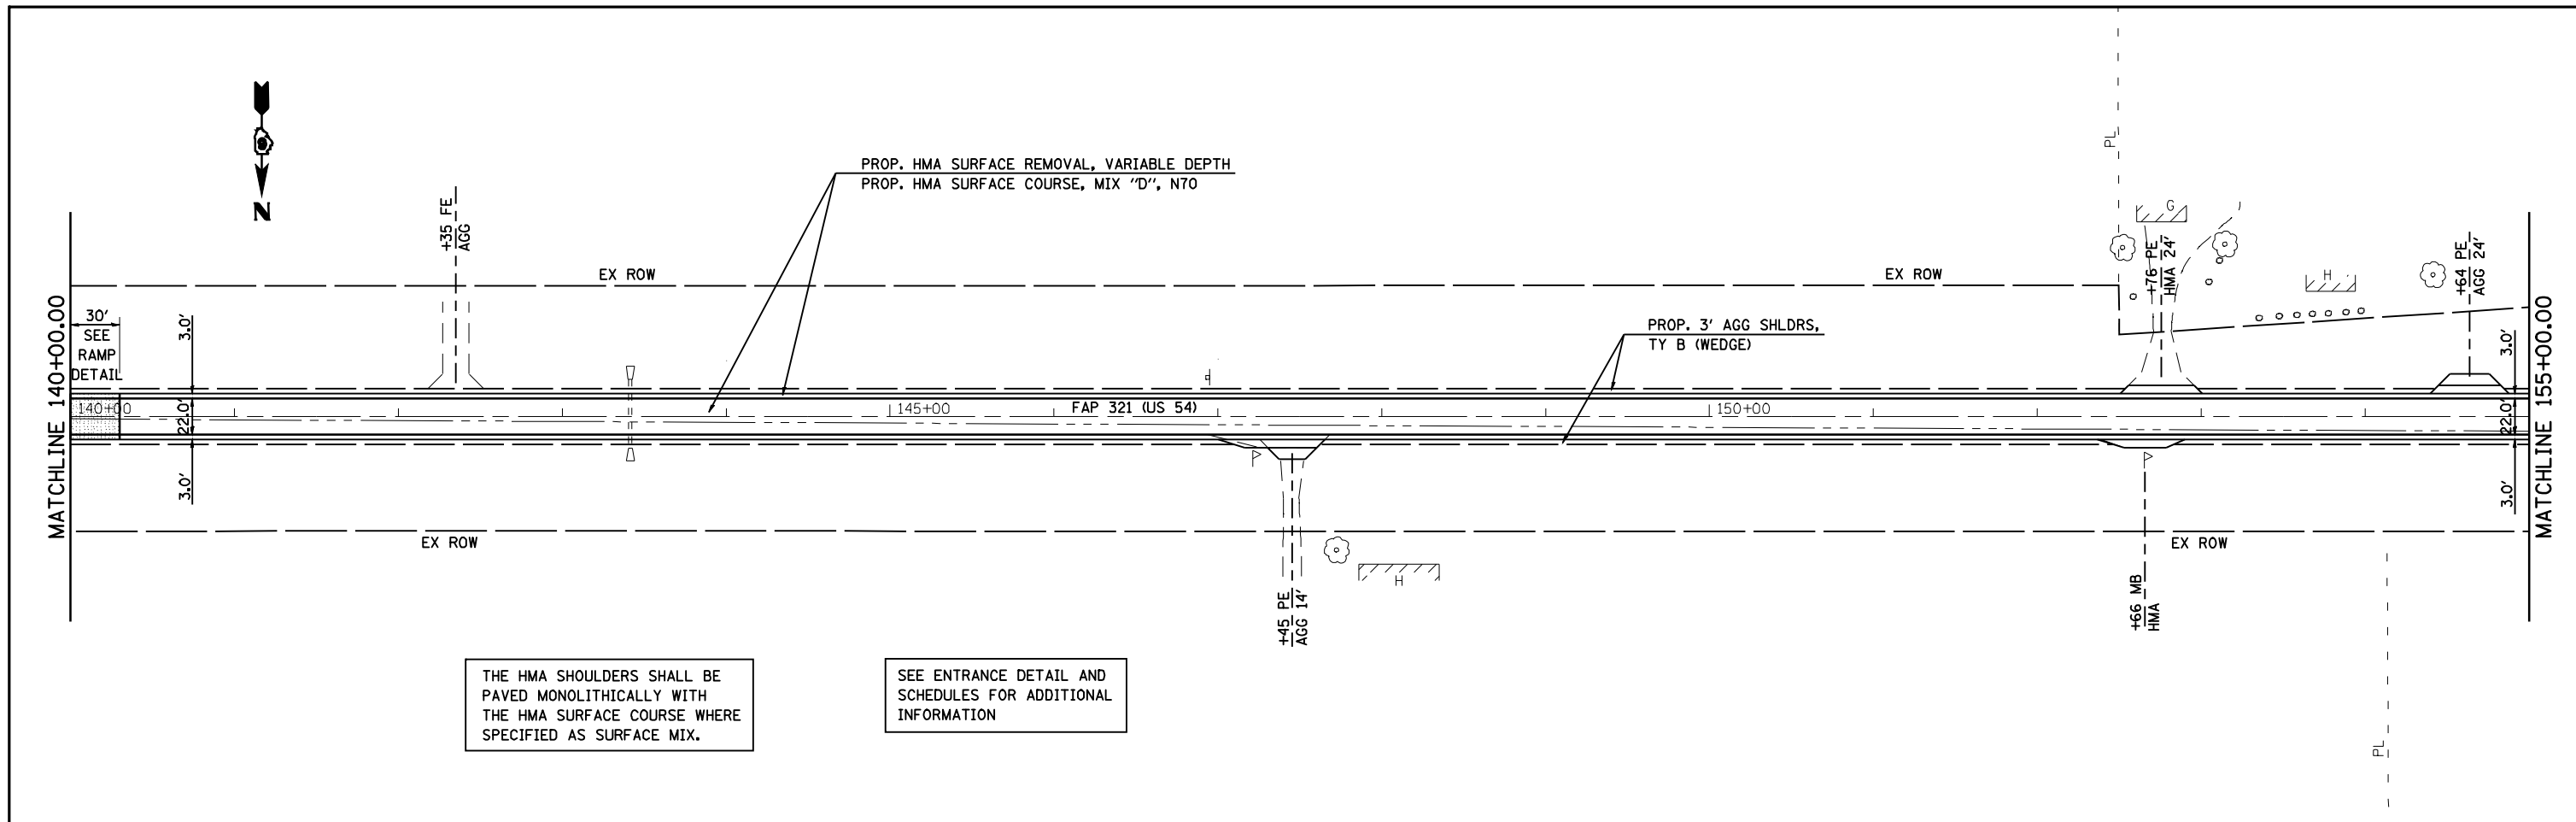 PROP. HMA SURFACE REMOVAL, VARIABLE DEPTH
PROP. HMA SURFACE COURSE, MIX "D", N70
N
+35 FE
AGG
PL
G
+76 PE
HMA 24'
H
+64 PE
AGG 24'
EX ROW
EX ROW
MATCHLINE 140+00.00
30'
SEE
RAMP
DETAIL
3.0'
PROP. 3' AGG SHLDRS,
TY B (WEDGE)
3.0'
MATCHLINE 155+00.00
140+00
22.0'
145+00
FAP 321 (US 54)
150+00
22.0'
3.0'
3.0'
EX ROW
EX ROW
H
+45 PE
AGG 14'
+66 MB
HMA
THE HMA SHOULDERS SHALL BE
PAVED MONOLITHICALLY WITH
THE HMA SURFACE COURSE WHERE
SPECIFIED AS SURFACE MIX.
SEE ENTRANCE DETAIL AND
SCHEDULES FOR ADDITIONAL
INFORMATION
PL